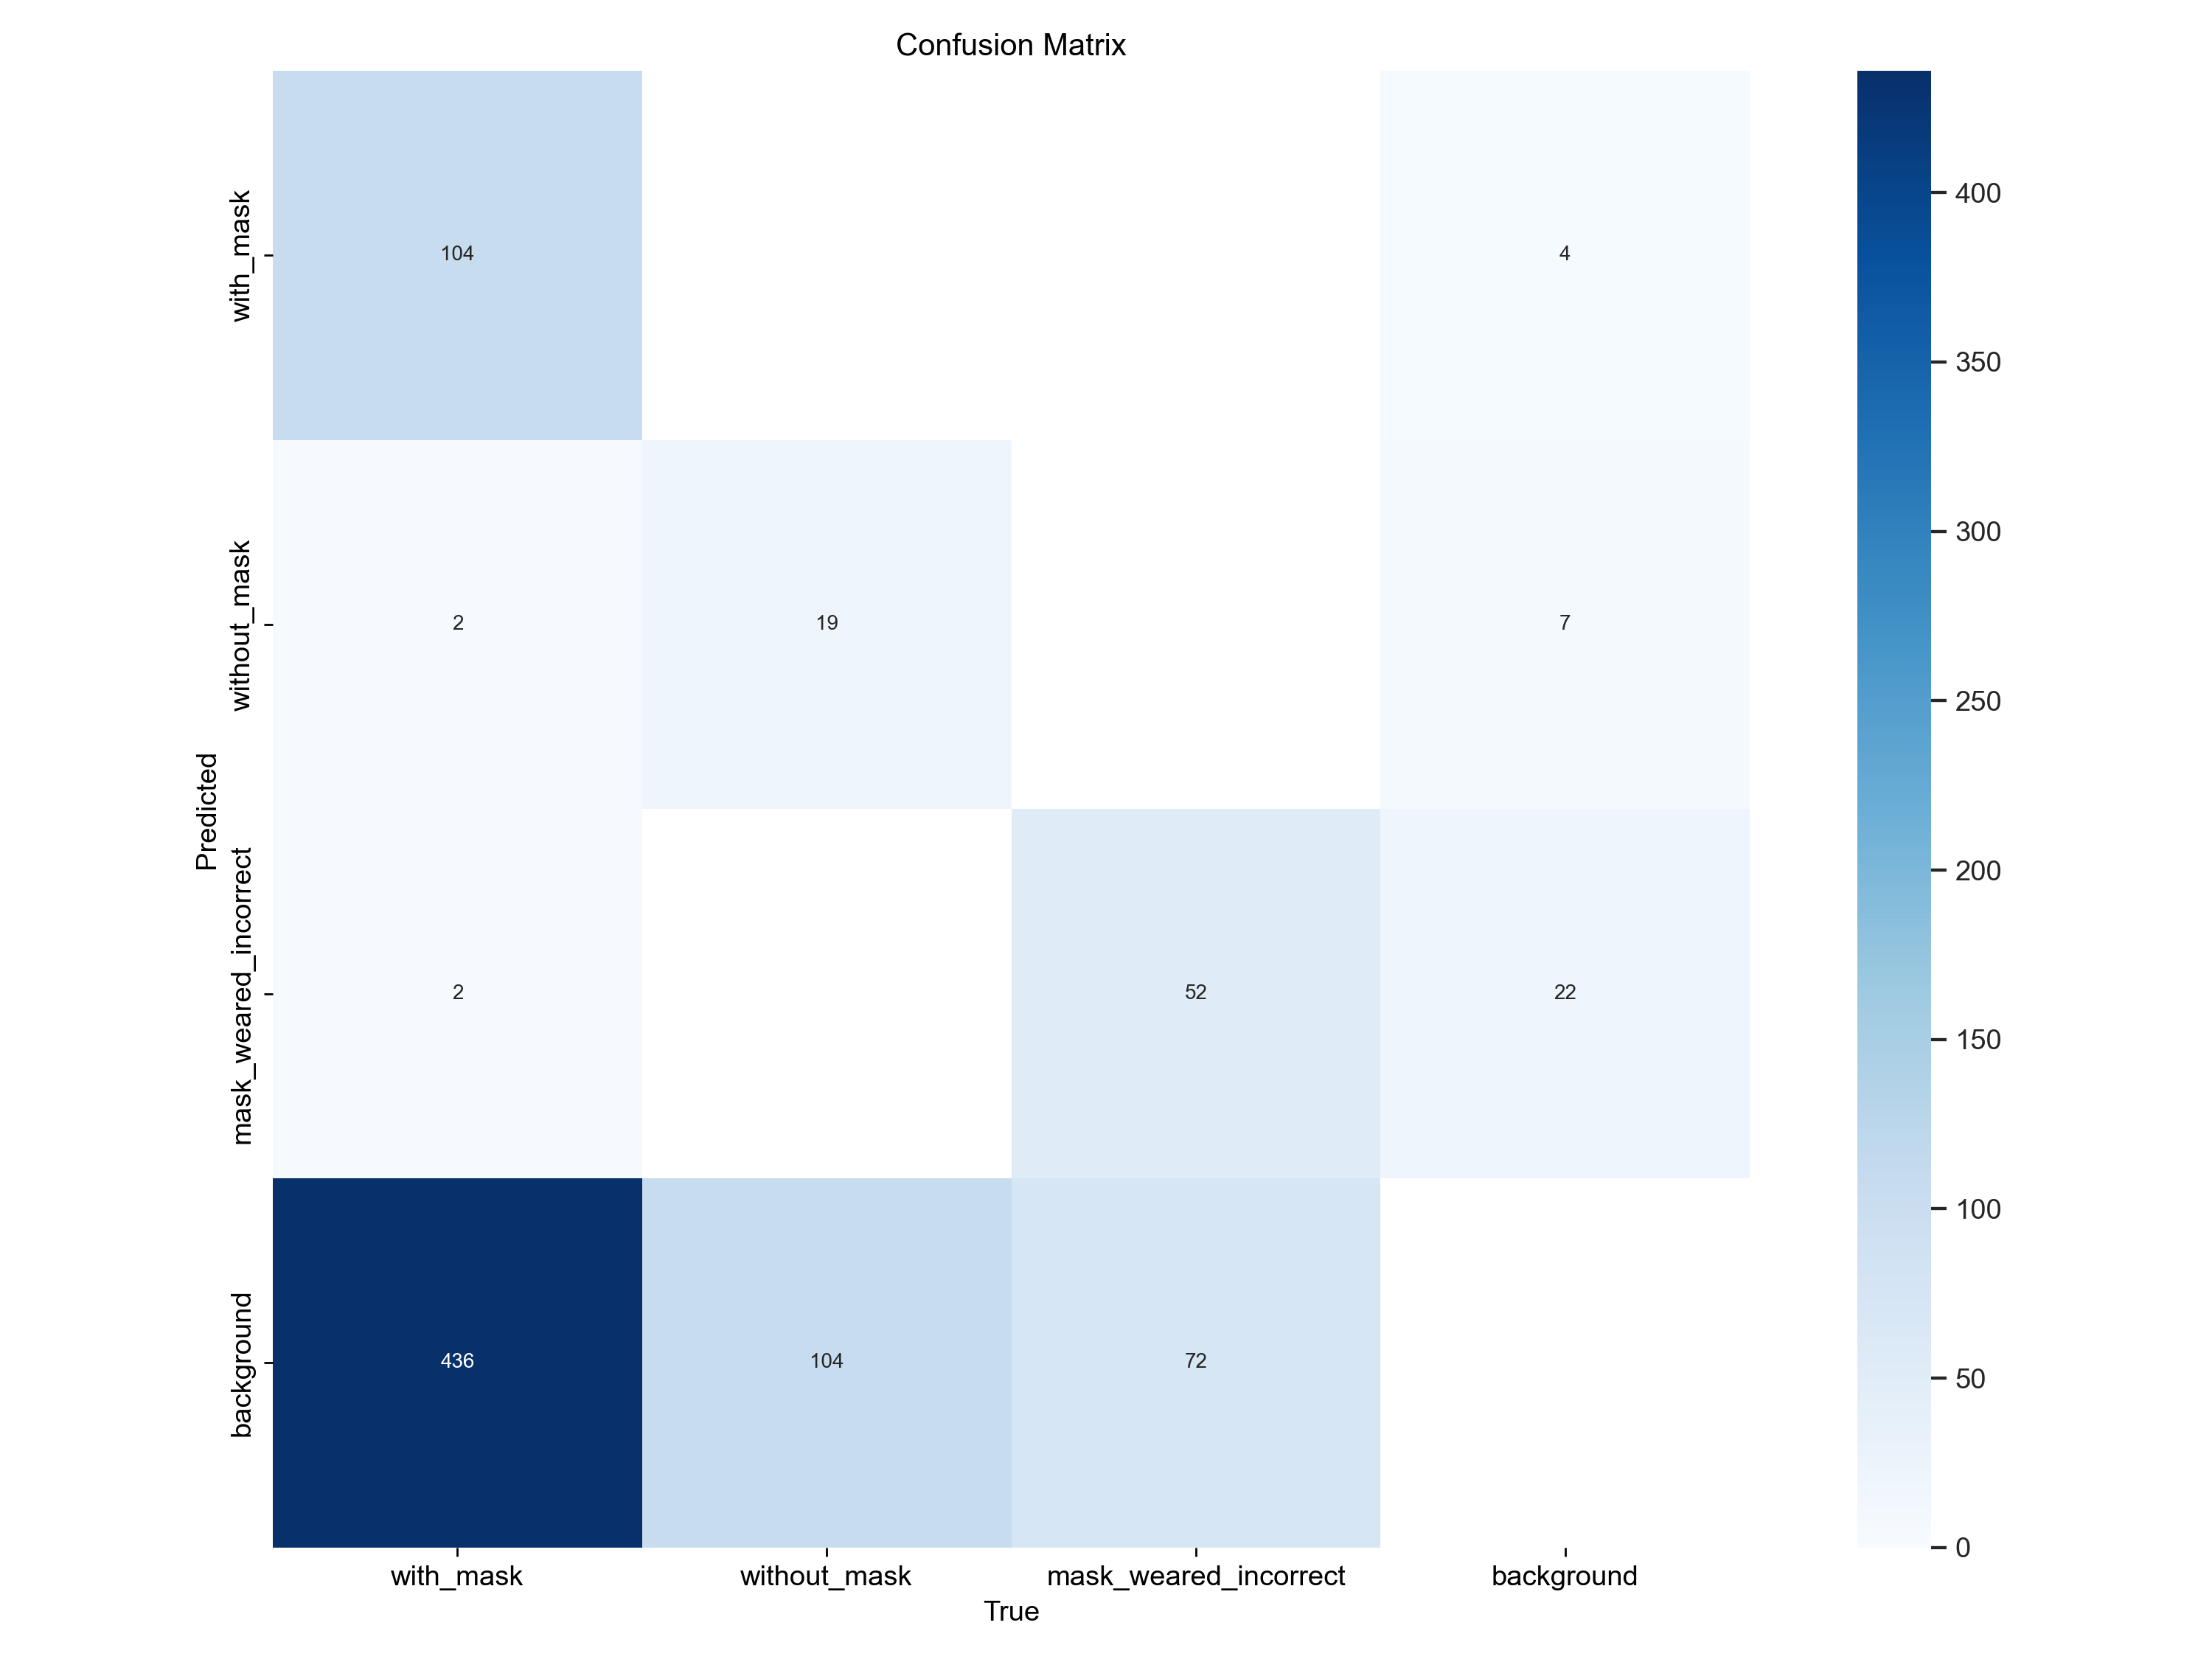 Confusion Matrix
with_mask
104
4
without_mask
2
19
7
Predicted
mask_weared_incorrect
2
52
22
background
436
104
72
with_mask
without_mask
mask_weared_incorrect
background
True
400
350
300
250
200
150
100
50
0